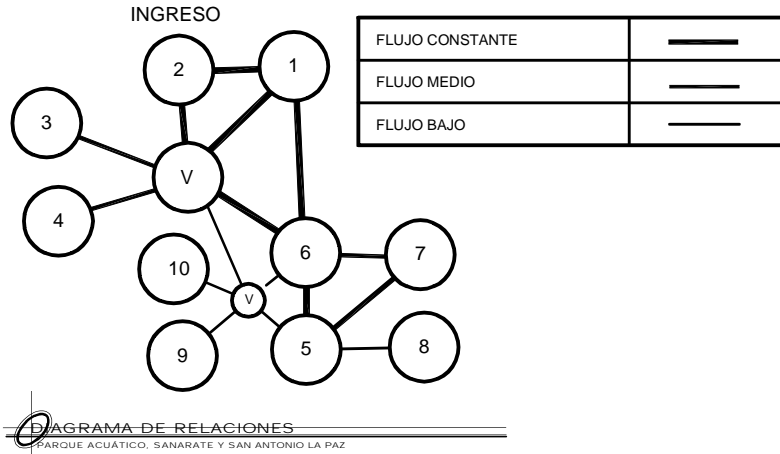 INGRESO
FLUJO CONSTANTE
FLUJO MEDIO
FLUJO BAJO
2
1
3
V
4
6
7
10
V
9
5
8
DIAGRAMA DE RELACIONES
PARQUE ACUÁTICO, SANARATE Y SAN ANTONIO LA PAZ